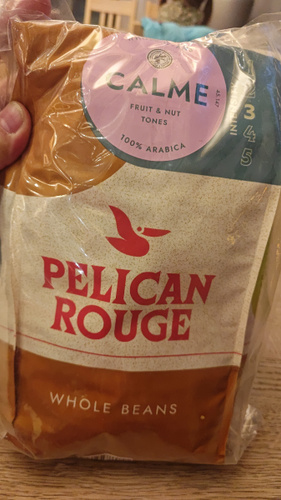 CALME
FRUIT & NUT
TONES
100% ARABICA
3
4
5
PELICAN
ROUGE
WHOLE BEANS